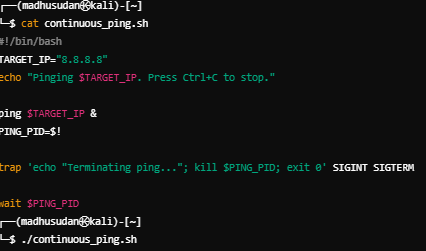 ┌──(madhusudan㉿kali)-[~]
└─$ cat continuous_ping.sh
#!/bin/bash
TARGET_IP="8.8.8.8"
echo "Pinging $TARGET_IP. Press Ctrl+C to stop."
ping $TARGET_IP &
PING_PID=$!
trap 'echo "Terminating ping..."; kill $PING_PID; exit 0' SIGINT SIGTERM
wait $PING_PID
┌──(madhusudan㉿kali)-[~]
└─$ ./continuous_ping.sh